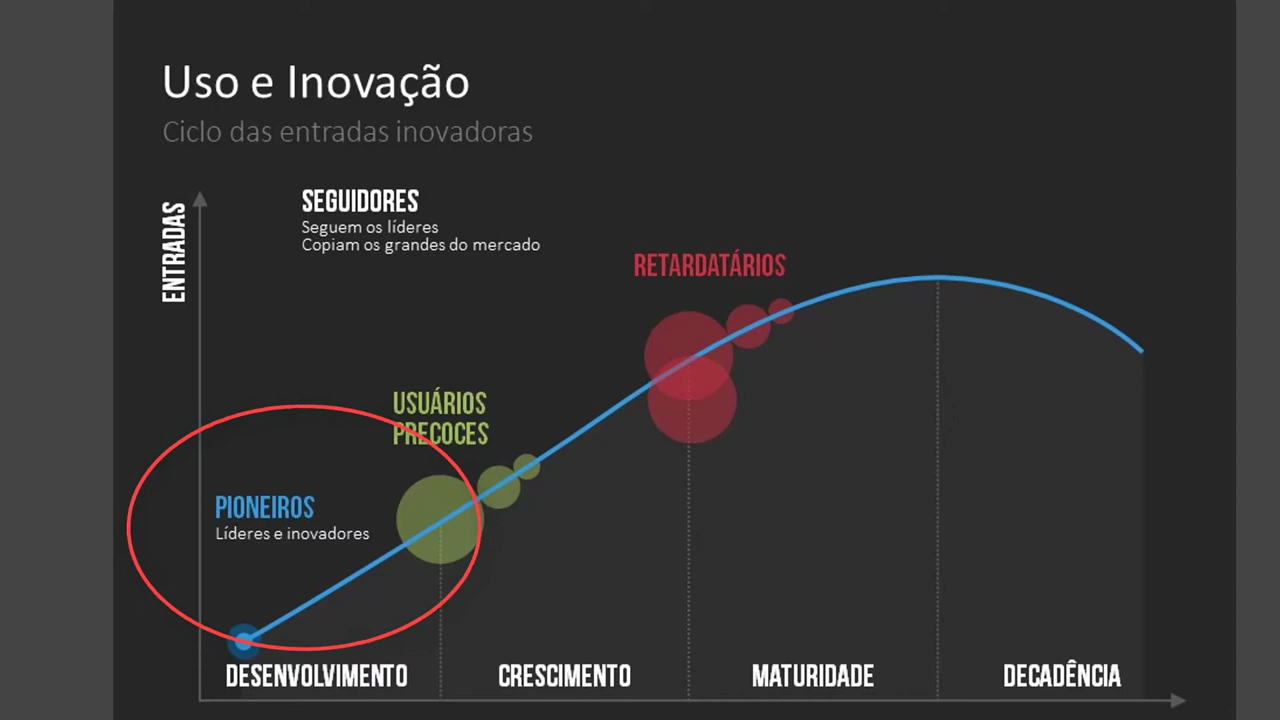 Uso e Inovação
Ciclo das entradas inovadoras
ENTRADAS
SEGUIDORES
Seguem os líderes
Copiam os grandes do mercado
RETARDATÁRIOS
USUÁRIOS
PRECOCES
PIONEIROS
Líderes e inovadores
DESENVOLVIMENTO
CRESCIMENTO
MATURIDADE
DECADÊNCIA